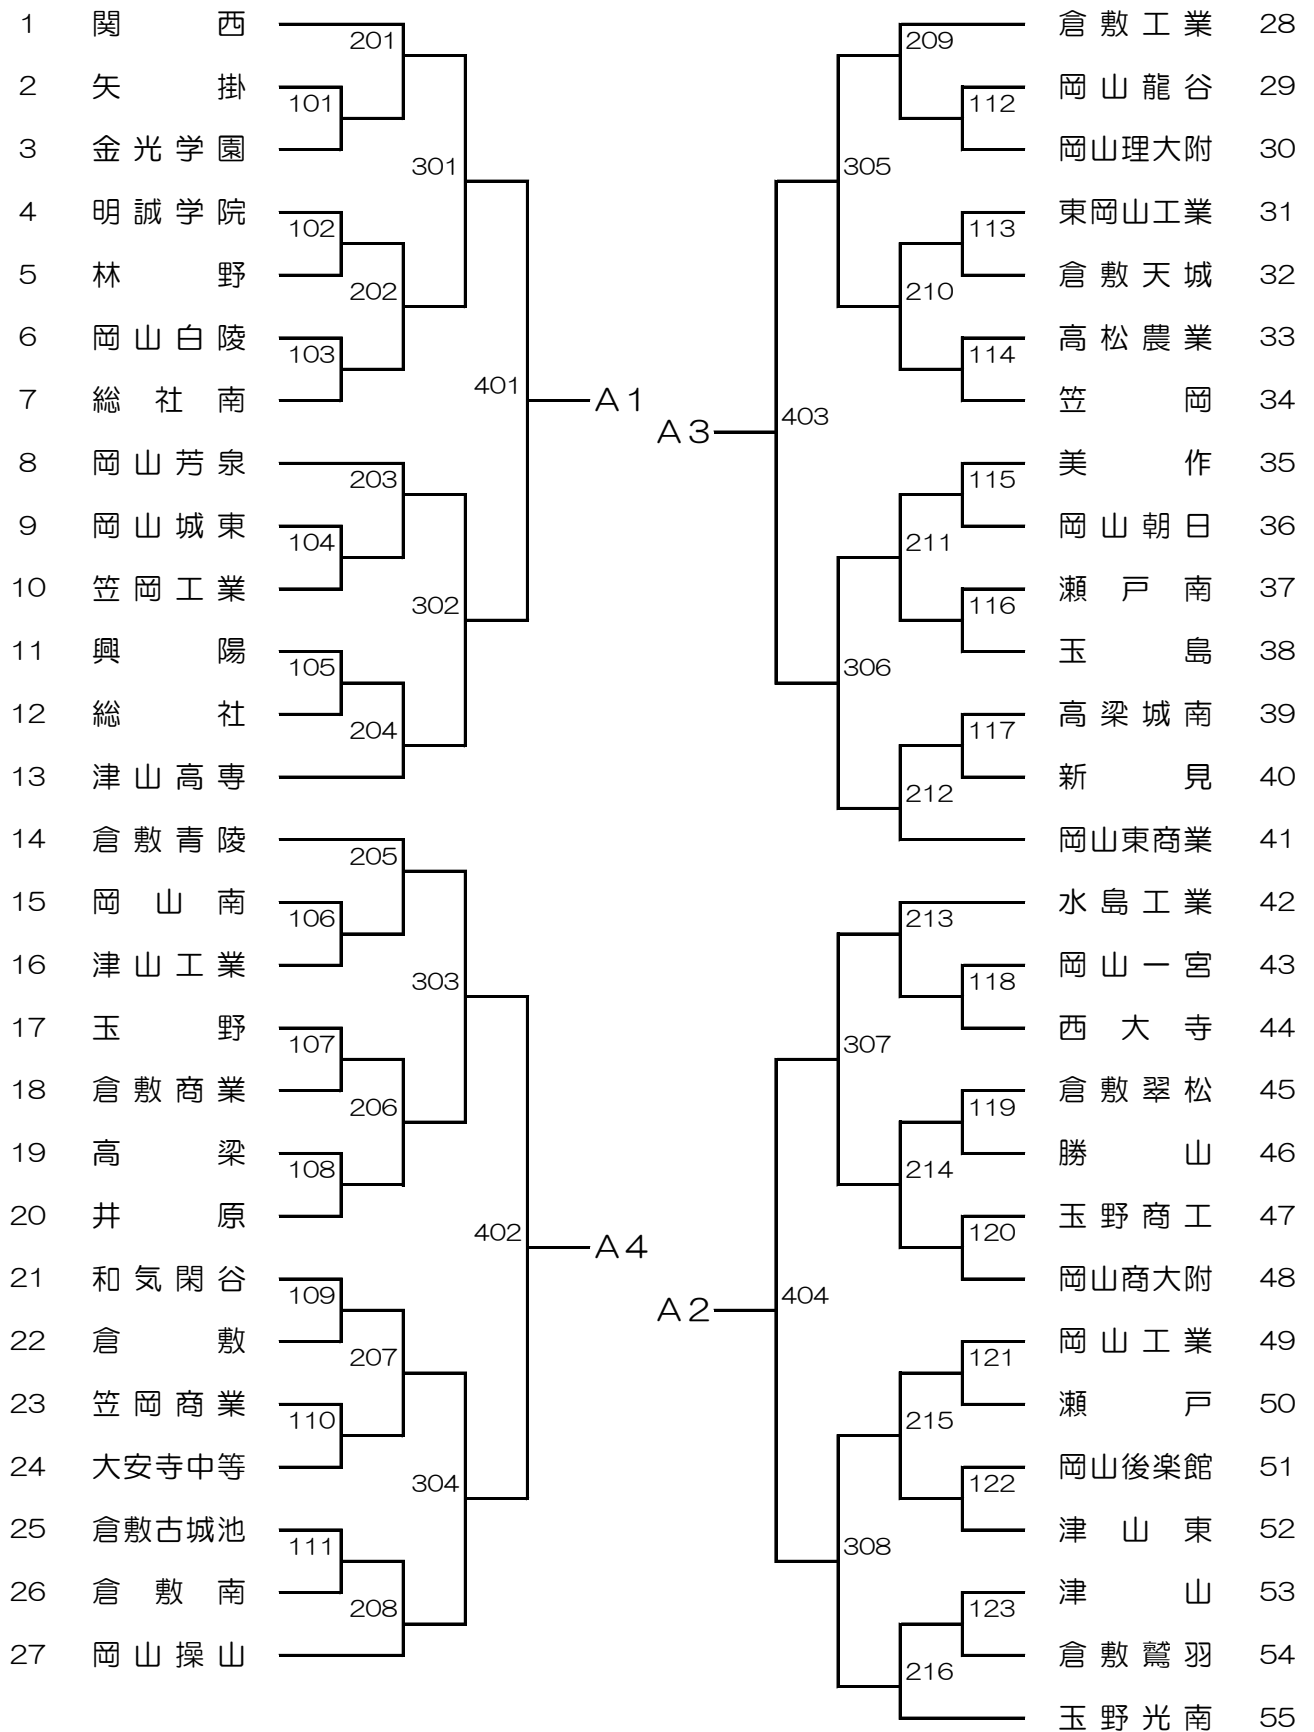 1 関西
2 矢掛
3 金光学園
4 明誠学院
5 林野
6 岡山白陵
7 総社南
8 岡山芳泉
9 岡山城東
10 笠岡工業
11 興陽
12 総社
13 津山高専
14 倉敷青陵
15 岡山南
16 津山工業
17 玉野
18 倉敷商業
19 高梁
20 井原
21 和気閑谷
22 倉敷
23 笠岡商業
24 大安寺中等
25 倉敷古城池
26 倉敷南
27 岡山操山
101
102
103
104
105
106
107
108
109
110
111
201
202
203
204
205
206
207
208
301
302
303
304
401
402
A1
A4
A3
A2
403
404
305
306
307
308
209
210
211
212
213
214
215
216
112
113
114
115
116
117
118
119
120
121
122
123
倉敷工業 28
岡山龍谷 29
岡山理大附 30
東岡山工業 31
倉敷天城 32
高松農業 33
笠岡 34
美作 35
岡山朝日 36
瀬戸南 37
玉島 38
高梁城南 39
新見 40
岡山東商業 41
水島工業 42
岡山一宮 43
西大寺 44
倉敷翠松 45
勝山 46
玉野商工 47
岡山商大附 48
岡山工業 49
瀬戸 50
岡山後楽館 51
津山東 52
津山 53
倉敷鷲羽 54
玉野光南 55